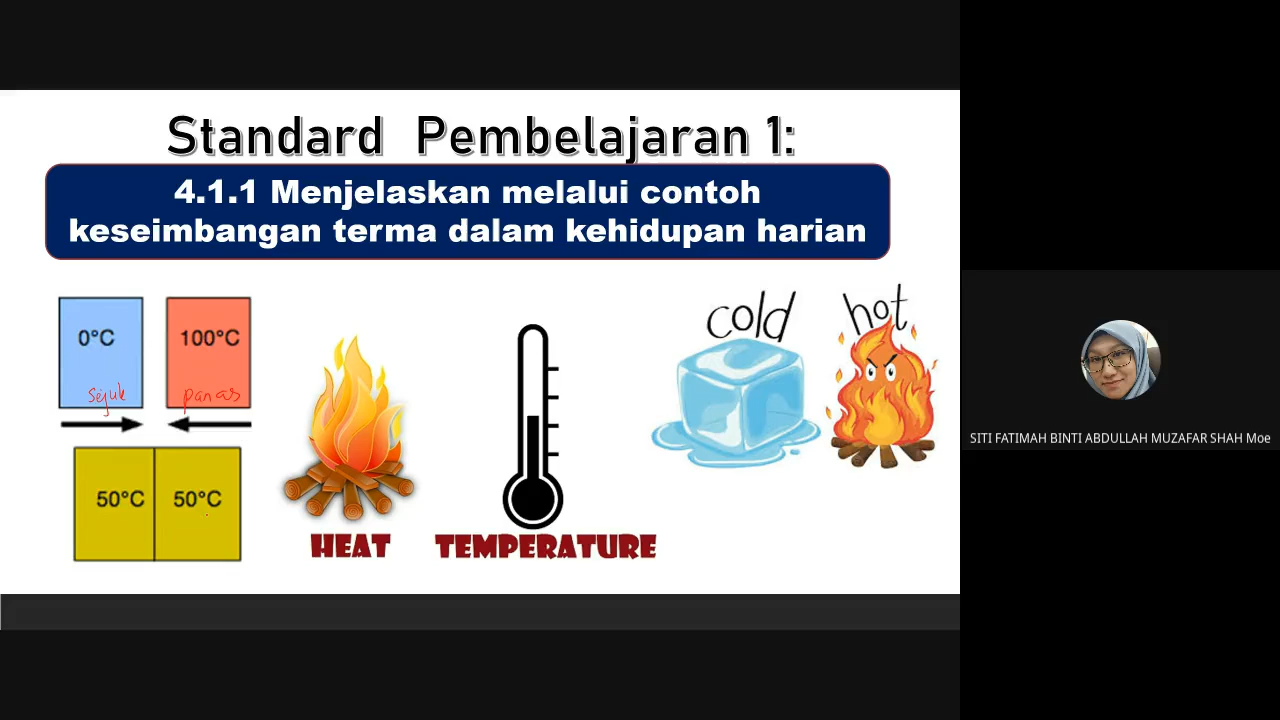 Standard Pembelajaran 1:
4.1.1 Menjelaskan melalui contoh
keseimbangan terma dalam kehidupan harian
cold
hot
0°C
100°C
sejuk
panas
50°C
50°C
HEAT
TEMPERATURE
SITI FATIMAH BINTI ABDULLAH MUZAFAR SHAH Moe